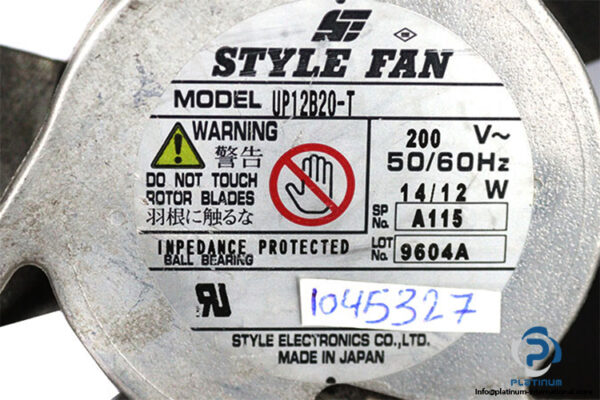 STYLE FAN
MODEL UP12B20-T
WARNING
警告
DO NOT TOUCH
ROTOR BLADES
羽根に触るな
200 V~
50/60Hz
14/12 W
SP No. A115
LOT No. 9604A
IMPEDANCE PROTECTED
BALL BEARING
1045327
STYLE ELECTRONICS CO.,LTD.
MADE IN JAPAN
PLATINUM